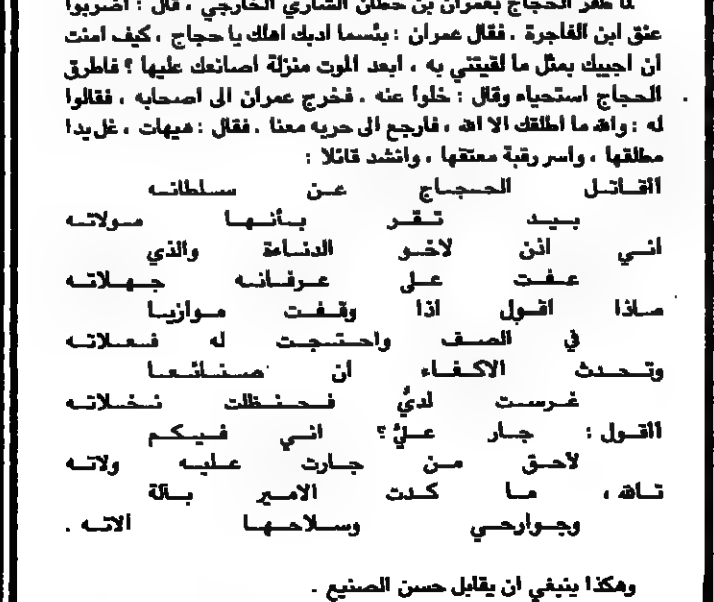 لما ظفر الحجاج بعمران بن حطان الشاري الخارجي ، قال : اضربوا
عنق ابن الفاجرة . فقال عمران : بئسما ادبك اهلك يا حجاج ، كيف امنت
ان اجيبك بمثل ما لقيتني به ، ابعد الموت منزلة اصانعك عليها ؟ فاطرق
الحجاج استحياء وقال : خلوا عنه . فخرج عمران الى اصحابه ، فقالوا
له : والله ما اطلقك الا الله ، فارجع الى حربه معنا . فقال : هيهات ، غل يدا
مطلقها ، واسر رقبة معتقها ، وانشد قائلا :
أأقاتل الحجاج عن سلطانه
بيد تقر بأنها مولاته
اني اذن لاخو الدناءة والذي
عفت على عرفانه جهلاته
ماذا اقول اذا وقفت موازيا
في الصف واحتجت له فعلاته
وتحدث الاكفاء ان صنائعا
غرست لديّ فحنظلت نخلاته
أأقول : جار عليّ ؟ اني فيكم
لاحق من جارت عليه ولاته
تالله ، ما كدت الامير بآلة
وجوارحي وسلاحها آلاته .
وهكذا ينبغي ان يقابل حسن الصنيع .